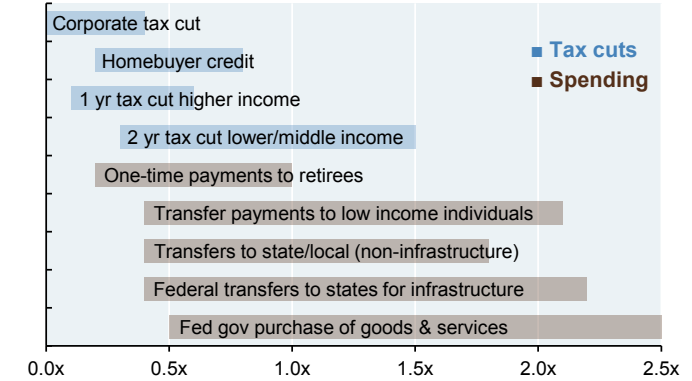 Corporate tax cut
Homebuyer credit
Tax cuts
Spending
1 yr tax cut higher income
2 yr tax cut lower/middle income
One-time payments to retirees
Transfer payments to low income individuals
Transfers to state/local (non-infrastructure)
Federal transfers to states for infrastructure
Fed gov purchase of goods & services
0.0x 0.5x 1.0x 1.5x 2.0x 2.5x